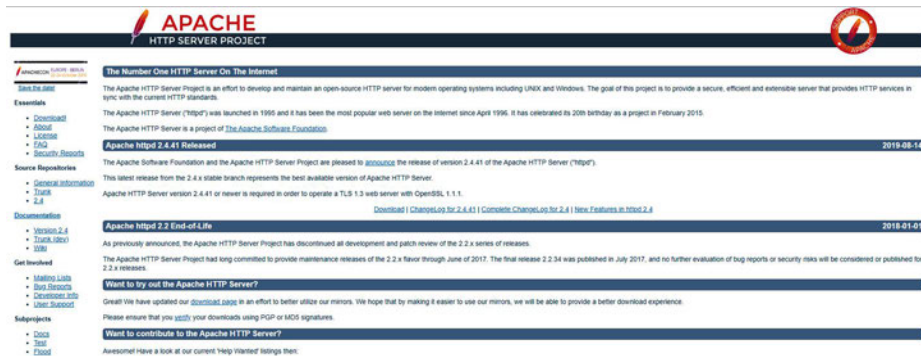 APACHE
HTTP SERVER PROJECT
SUPPORT
APACHE
APACHECON EUROPE - BERLIN
Save the date!
Essentials
Download!
About
License
FAQ
Security Reports
Source Repositories
General Information
Trunk
2.4
Documentation
Version 2.4
Trunk (dev)
Wiki
Get Involved
Mailing Lists
Bug Reports
Developer Info
User Support
Subprojects
Docs
Test
Flood
The Number One HTTP Server On The Internet
The Apache HTTP Server Project is an effort to develop and maintain an open-source HTTP server for modern operating systems including UNIX and Windows. The goal of this project is to provide a secure, efficient and extensible server that provides HTTP services in
sync with the current HTTP standards.
The Apache HTTP Server ("httpd") was launched in 1995 and it has been the most popular web server on the Internet since April 1996. It has celebrated its 20th birthday as a project in February 2015.
The Apache HTTP Server is a project of The Apache Software Foundation.
Apache httpd 2.4.41 Released 2019-08-14
The Apache Software Foundation and the Apache HTTP Server Project are pleased to announce the release of version 2.4.41 of the Apache HTTP Server ("httpd").
This latest release from the 2.4.x stable branch represents the best available version of Apache HTTP Server.
Apache HTTP Server version 2.4.41 or newer is required in order to operate a TLS 1.3 web server with OpenSSL 1.1.1.
Download | ChangeLog for 2.4.41 | Complete ChangeLog for 2.4 | New Features in httpd 2.4
Apache httpd 2.2 End-of-Life 2018-01-01
As previously announced, the Apache HTTP Server Project has discontinued all development and patch review of the 2.2.x series of releases.
The Apache HTTP Server Project had long committed to provide maintenance releases of the 2.2.x flavor through June of 2017. The final release 2.2.34 was published in July 2017, and no further evaluation of bug reports or security risks will be considered or published for
2.2.x releases.
Want to try out the Apache HTTP Server?
Great! We have updated our download page in an effort to better utilize our mirrors. We hope that by making it easier to use our mirrors, we will be able to provide a better download experience.
Please ensure that you verify your downloads using PGP or MD5 signatures.
Want to contribute to the Apache HTTP Server?
Awesome! Have a look at our current 'Help Wanted' listings then: